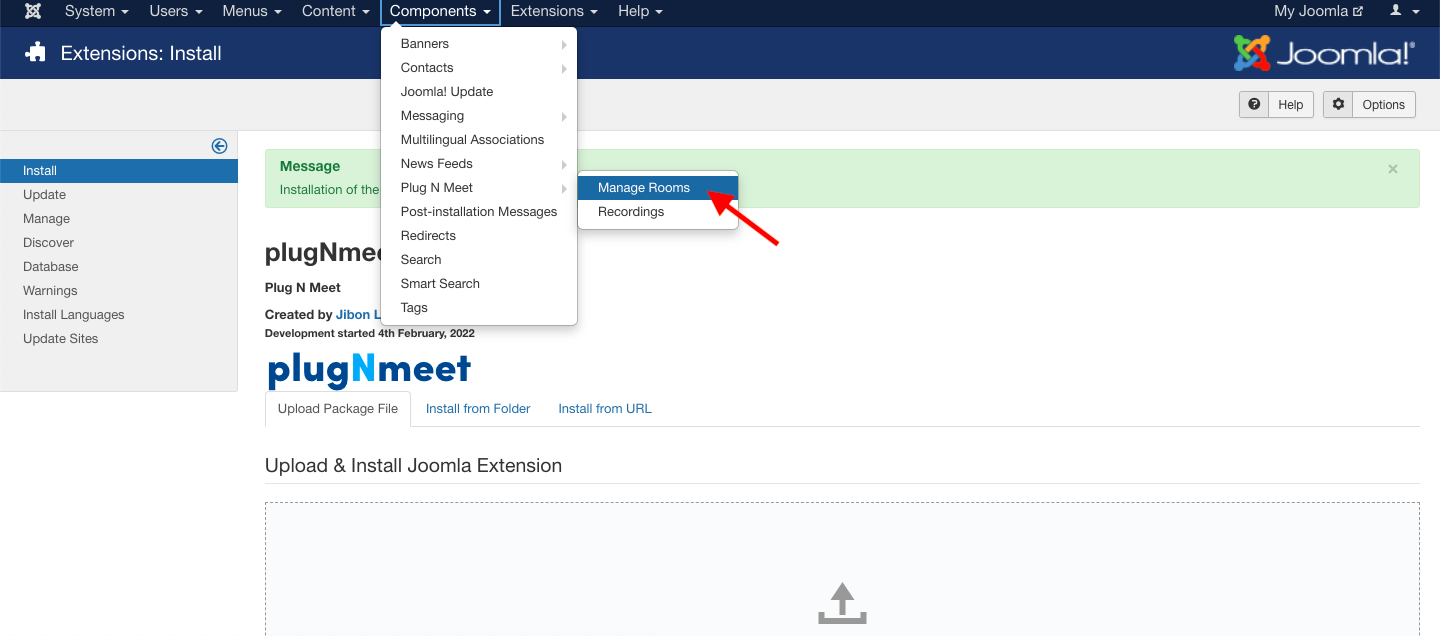 System Users Menus Content Components Extensions Help My Joomla
Extensions: Install
Joomla!®
Help Options
Banners
Contacts
Joomla! Update
Messaging
Multilingual Associations
News Feeds
Plug N Meet
Post-installation Messages
Redirects
Search
Smart Search
Tags
Manage Rooms
Recordings
Install
Update
Manage
Discover
Database
Warnings
Install Languages
Update Sites
Message
Installation of the
plugNmee
Plug N Meet
Created by Jibon L
Development started 4th February, 2022
plugNmeet
Upload Package File Install from Folder Install from URL
Upload & Install Joomla Extension